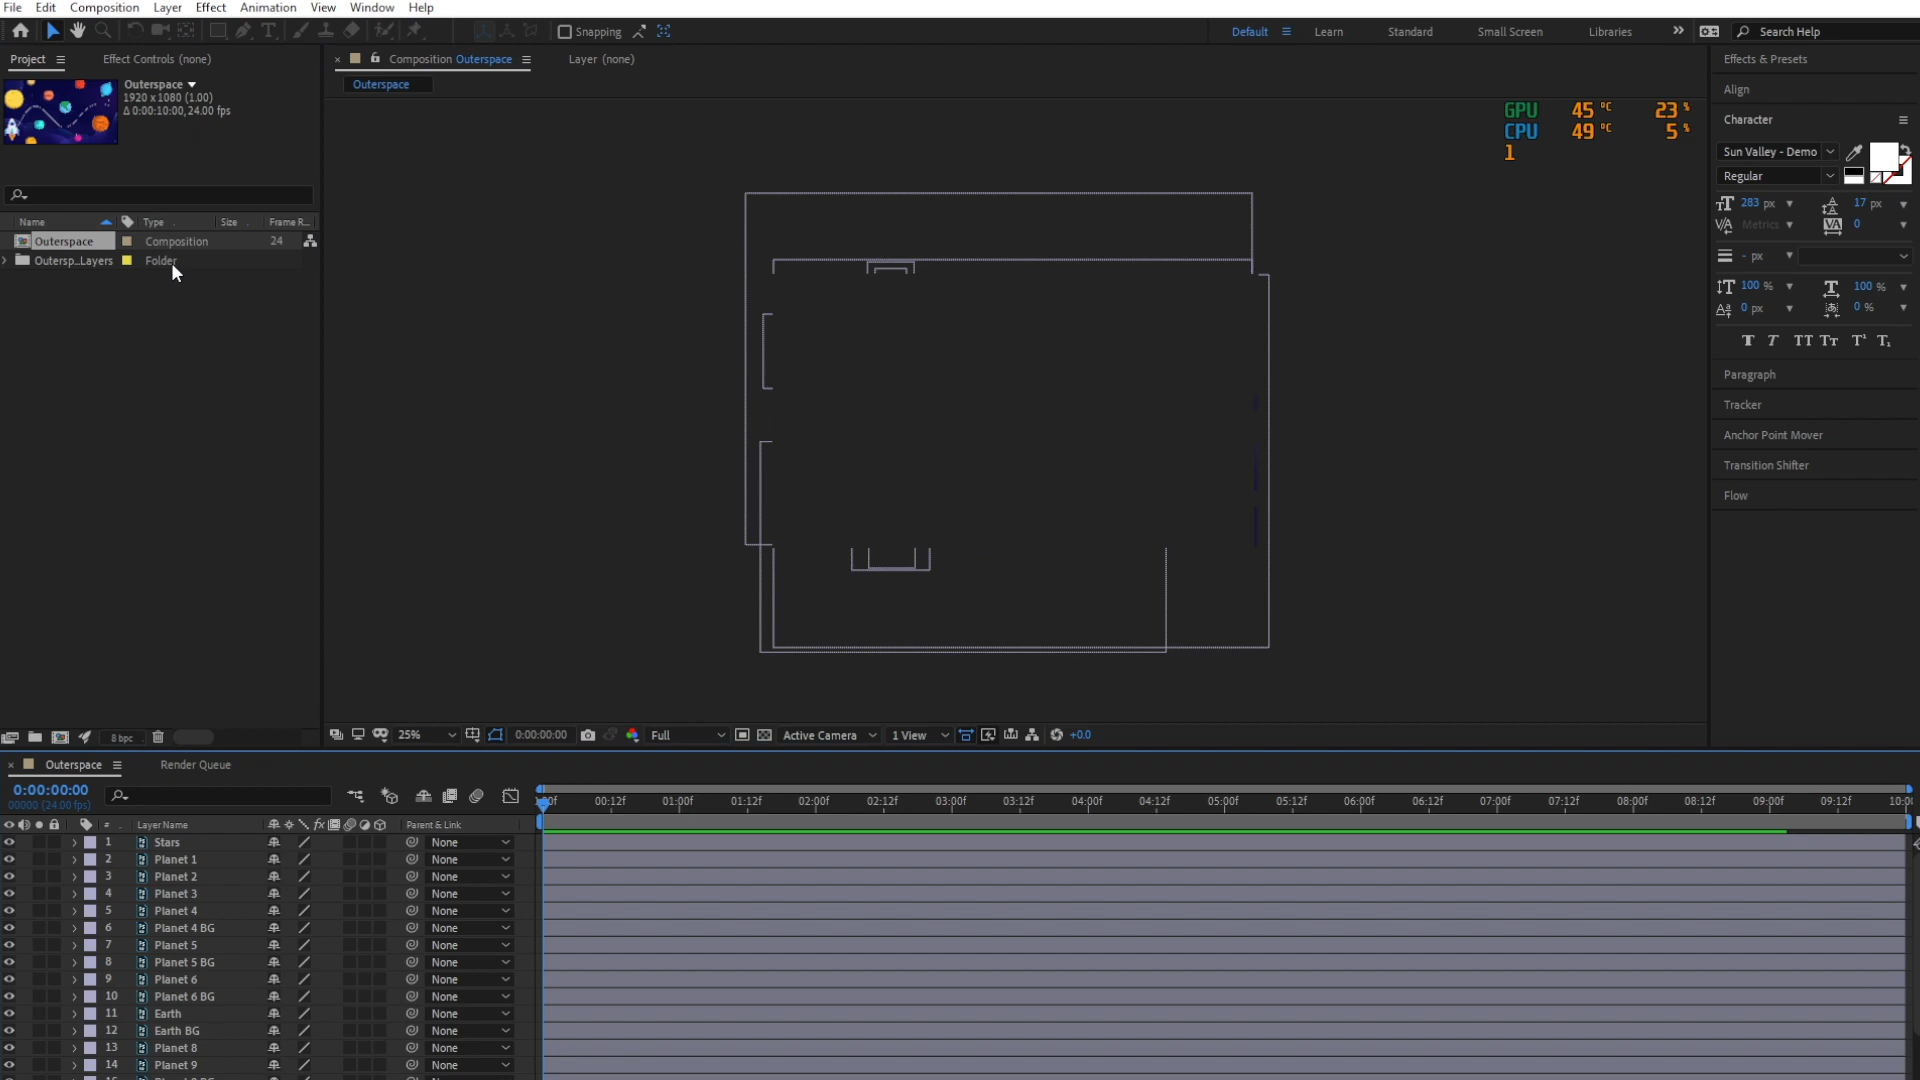 File Edit Composition Layer Effect Animation View Window Help
Snapping
Default Learn Standard Small Screen Libraries Search Help
Project Effect Controls (none)
Composition Outerspace Layer (none)
Outerspace
Outerspace
1920 x 1080 (1.00)
Δ 0:00:10:00, 24.00 fps
Name Type Size Frame R...
Outerspace Composition 24
Outersp...Layers Folder
GPU 45 °C 23 %
CPU 49 °C 5 %
1
Effects & Presets
Align
Character
Sun Valley - Demo
Regular
283 px 17 px
Metrics 0
- px
100 % 100 %
0 px 0 %
T T TT Tt T¹ T₁
Paragraph
Tracker
Anchor Point Mover
Transition Shifter
Flow
8 bpc
25% 0:00:00:00 Full Active Camera 1 View +0.0
Outerspace Render Queue
0:00:00:00
00000 (24.00 fps)
00:12f 01:00f 01:12f 02:00f 02:12f 03:00f 03:12f 04:00f 04:12f 05:00f 05:12f 06:00f 06:12f 07:00f 07:12f 08:00f 08:12f 09:00f 09:12f
# Layer Name fx Parent & Link
1 Stars None
2 Planet 1 None
3 Planet 2 None
4 Planet 3 None
5 Planet 4 None
6 Planet 4 BG None
7 Planet 5 None
8 Planet 5 BG None
9 Planet 6 None
10 Planet 6 BG None
11 Earth None
12 Earth BG None
13 Planet 8 None
14 Planet 9 None